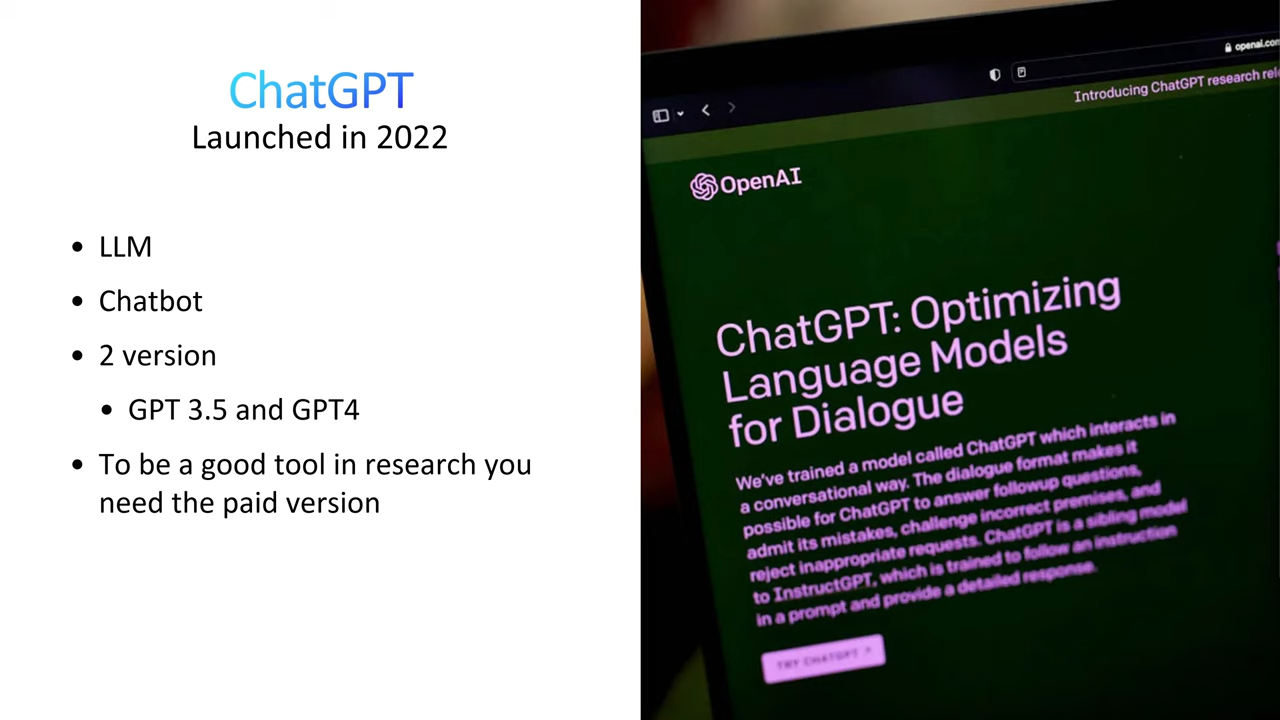 ChatGPT
Launched in 2022
• LLM
• Chatbot
• 2 version
• GPT 3.5 and GPT4
• To be a good tool in research you
need the paid version
openai.com
Introducing ChatGPT research
OpenAI
ChatGPT: Optimizing
Language Models
for Dialogue
We've trained a model called ChatGPT which interacts in
a conversational way. The dialogue format makes it
possible for ChatGPT to answer followup questions,
admit its mistakes, challenge incorrect premises, and
reject inappropriate requests. ChatGPT is a sibling model
to InstructGPT, which is trained to follow an instruction
in a prompt and provide a detailed response.
TRY CHATGPT